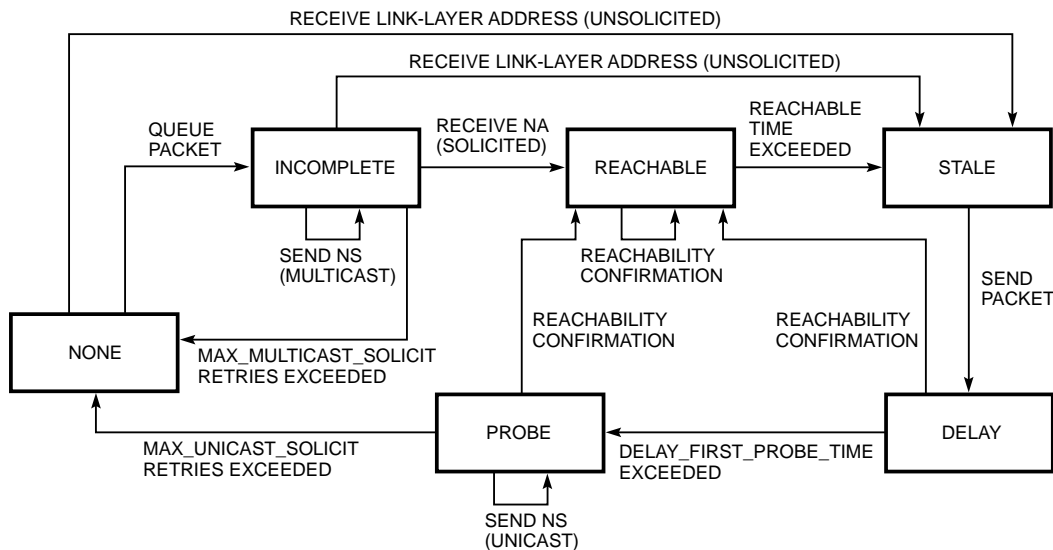 RECEIVE LINK-LAYER ADDRESS (UNSOLICITED)
RECEIVE LINK-LAYER ADDRESS (UNSOLICITED)
QUEUE
PACKET
INCOMPLETE
RECEIVE NA
(SOLICITED)
REACHABLE
REACHABLE
TIME
EXCEEDED
STALE
SEND NS
(MULTICAST)
REACHABILITY
CONFIRMATION
SEND
PACKET
NONE
MAX_MULTICAST_SOLICIT
RETRIES EXCEEDED
REACHABILITY
CONFIRMATION
REACHABILITY
CONFIRMATION
MAX_UNICAST_SOLICIT
RETRIES EXCEEDED
PROBE
DELAY_FIRST_PROBE_TIME
EXCEEDED
DELAY
SEND NS
(UNICAST)